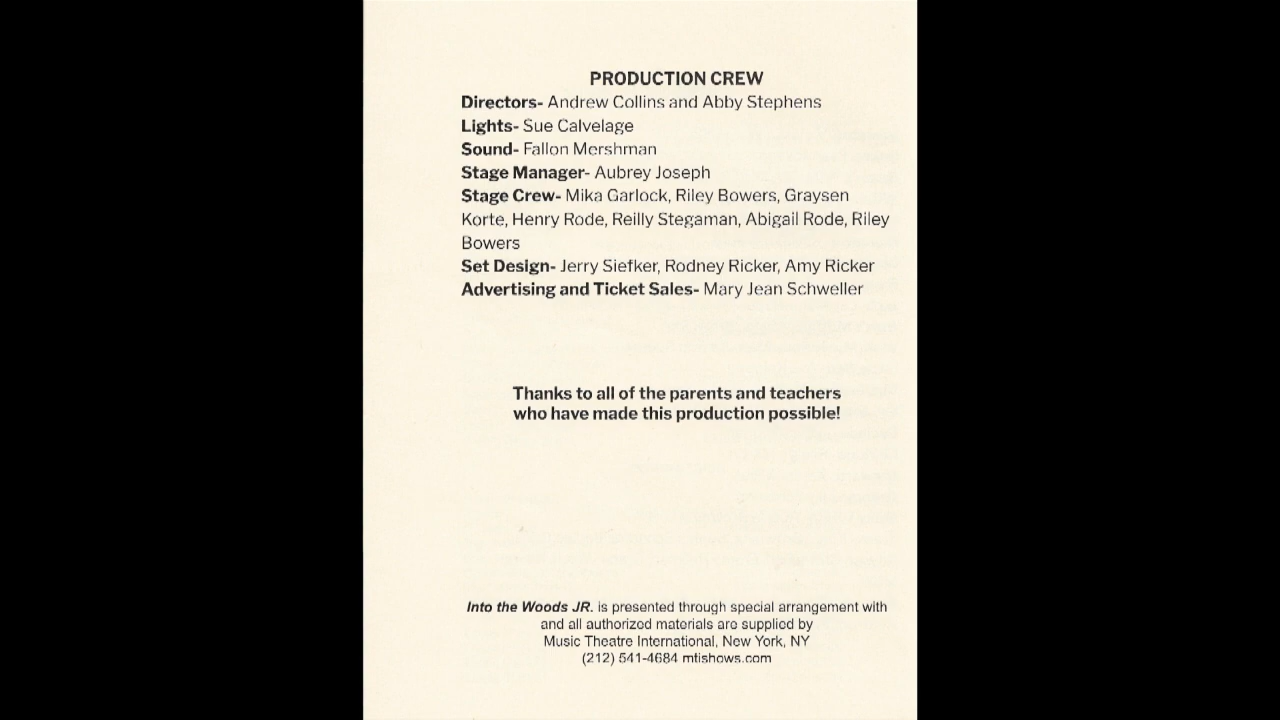 PRODUCTION CREW
Directors- Andrew Collins and Abby Stephens
Lights- Sue Calvelage
Sound- Fallon Mershman
Stage Manager- Aubrey Joseph
Stage Crew- Mika Garlock, Riley Bowers, Graysen
Korte, Henry Rode, Reilly Stegaman, Abigail Rode, Riley
Bowers
Set Design- Jerry Siefker, Rodney Ricker, Amy Ricker
Advertising and Ticket Sales- Mary Jean Schweller
Thanks to all of the parents and teachers
who have made this production possible!
Into the Woods JR. is presented through special arrangement with
and all authorized materials are supplied by
Music Theatre International, New York, NY
(212) 541-4684 mtishows.com